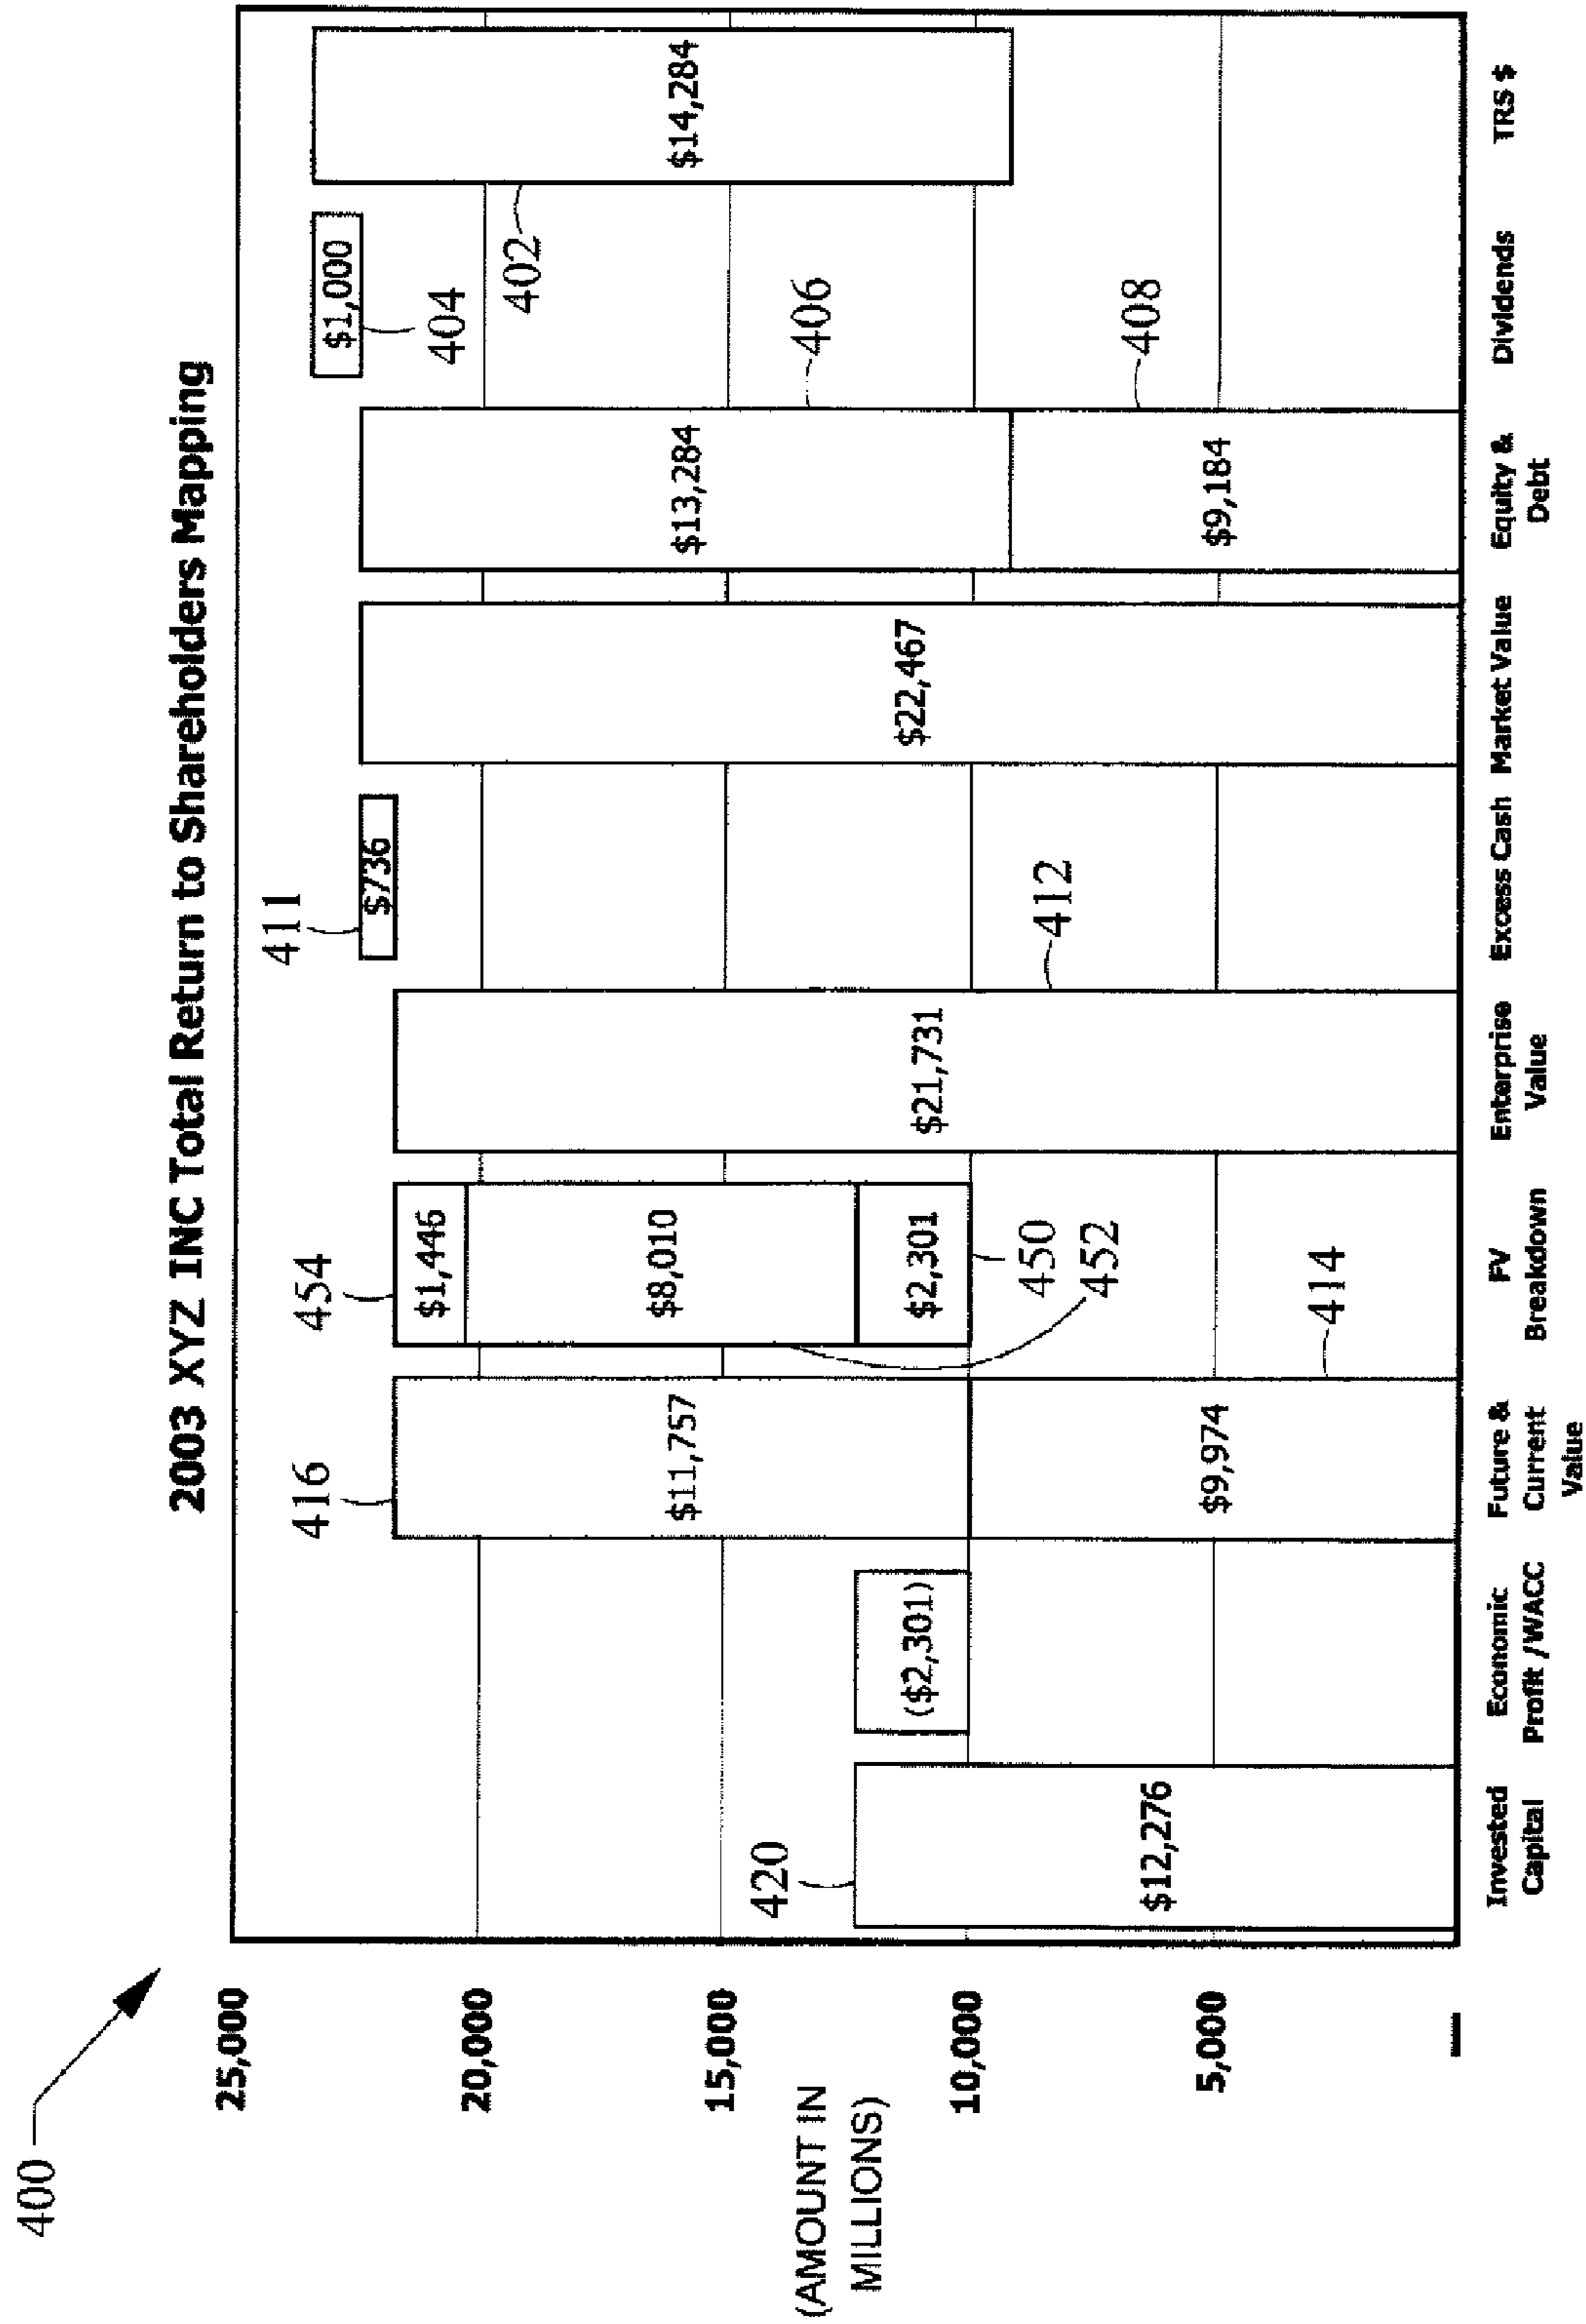 400
2003 XYZ INC Total Return to Shareholders Mapping
(AMOUNT IN
MILLIONS)
25,000
20,000
15,000
10,000
5,000
—
420
$12,276
($2,301)
416
$11,757
$9,974
414
454
$1,446
$8,010
$2,301
450
452
$21,731
412
411
$736
$22,467
$13,284
406
$9,184
408
$1,000
404
402
$14,284
Invested
Capital
Economic
Profit /WACC
Future &
Current
Value
FV
Breakdown
Enterprise
Value
Excess Cash
Market Value
Equity &
Debt
Dividends
TRS $